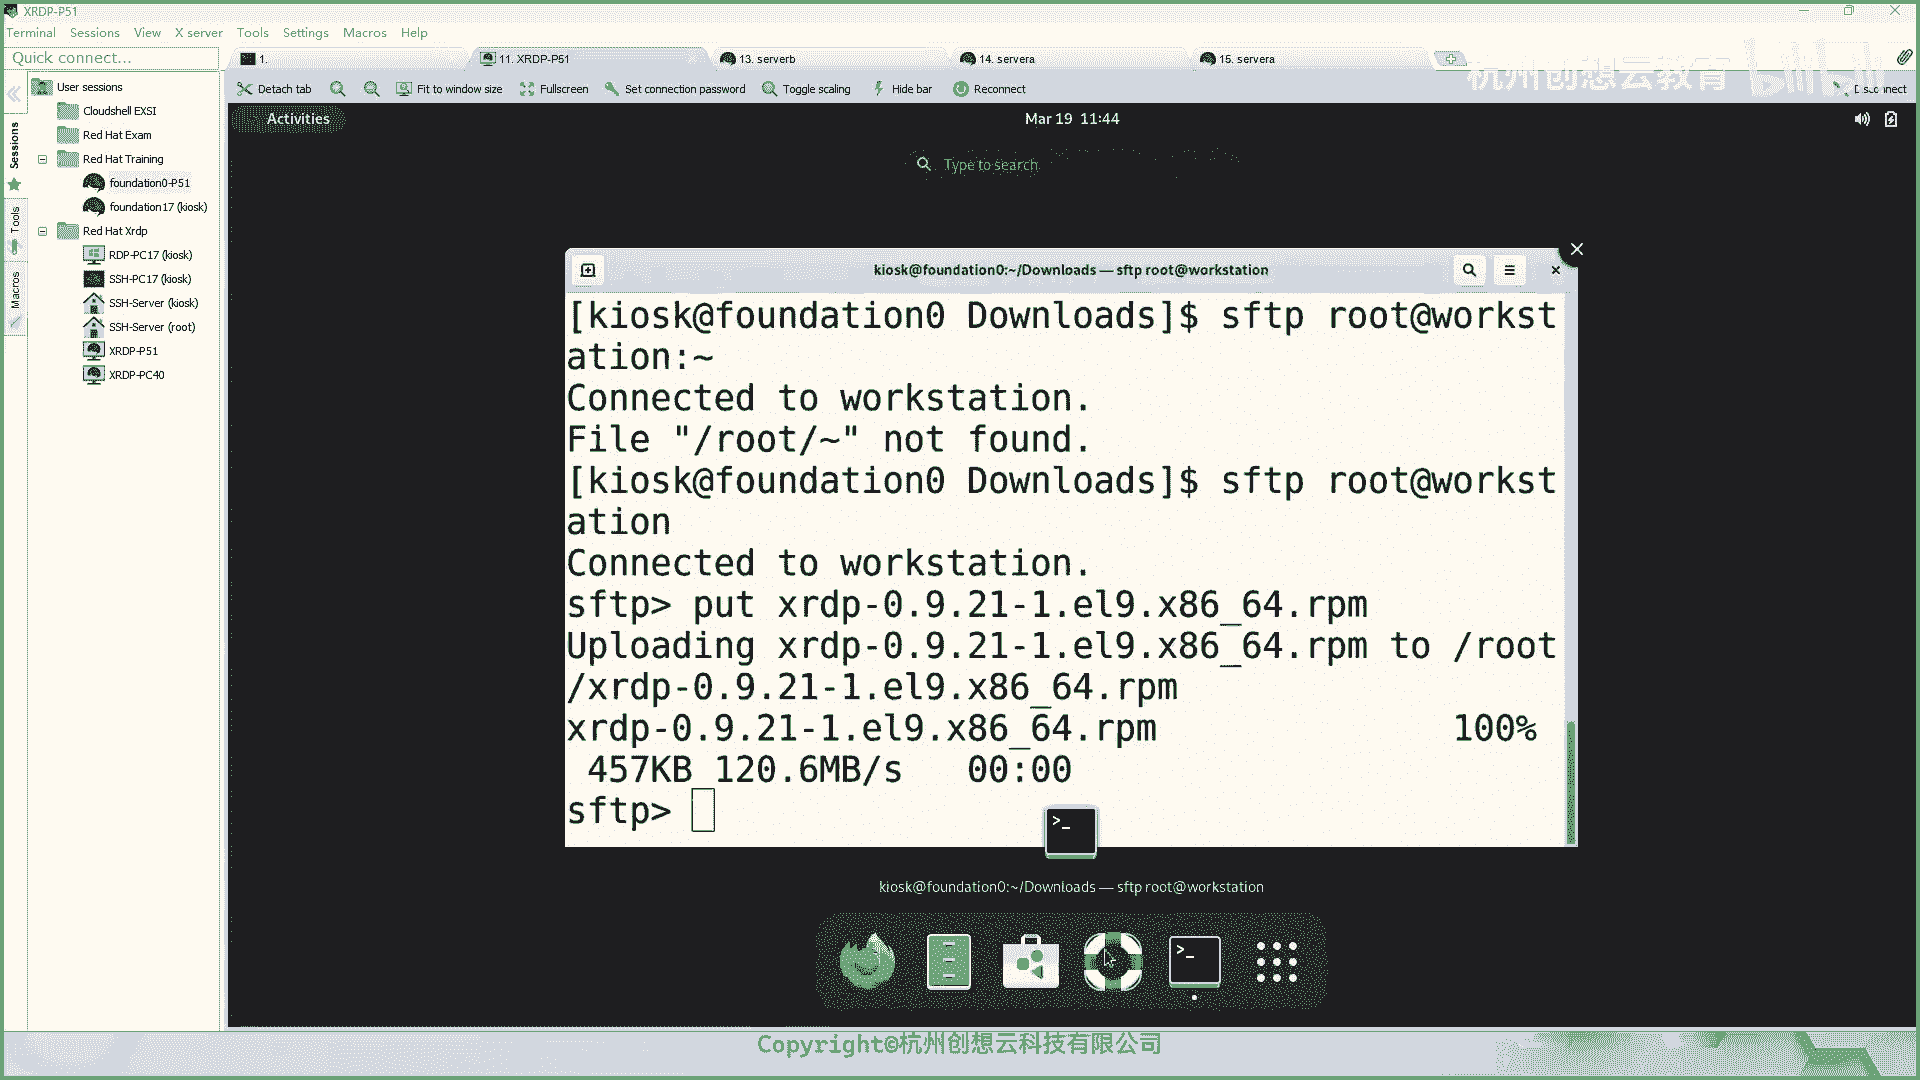 XRDP-P51
Terminal Sessions View X server Tools Settings Macros Help
Quick connect...
1.
11. XRDP-P51
13. serverb
14. servera
15. servera
杭州创想云教育
bilibili
Detach tab
Fit to window size
Fullscreen
Set connection password
Toggle scaling
Hide bar
Reconnect
Disconnect
Sessions
Tools
Macros
User sessions
Cloudshell EXSI
Red Hat Exam
Red Hat Training
foundation0-P51
foundation17 (kiosk)
Red Hat Xrdp
RDP-PC17 (kiosk)
SSH-PC17 (kiosk)
SSH-Server (kiosk)
SSH-Server (root)
XRDP-P51
XRDP-PC40
Activities
Mar 19 11:44
Type to search
kiosk@foundation0:~/Downloads — sftp root@workstation
[kiosk@foundation0 Downloads]$ sftp root@workst
ation:~
Connected to workstation.
File "/root/~" not found.
[kiosk@foundation0 Downloads]$ sftp root@workst
ation
Connected to workstation.
sftp> put xrdp-0.9.21-1.el9.x86_64.rpm
Uploading xrdp-0.9.21-1.el9.x86_64.rpm to /root
/xrdp-0.9.21-1.el9.x86_64.rpm
xrdp-0.9.21-1.el9.x86_64.rpm 100%
457KB 120.6MB/s 00:00
sftp>
kiosk@foundation0:~/Downloads — sftp root@workstation
Copyright©杭州创想云科技有限公司